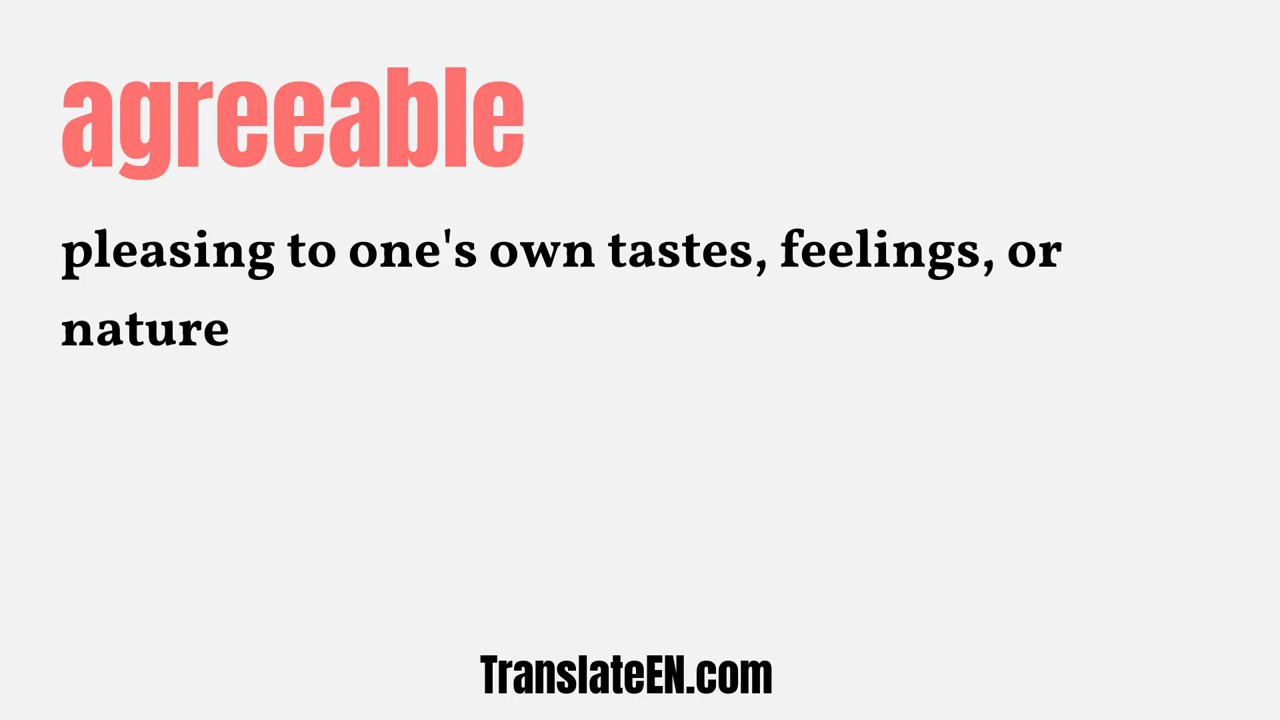 agreeable
pleasing to one's own tastes, feelings, or
nature
TranslateEN.com